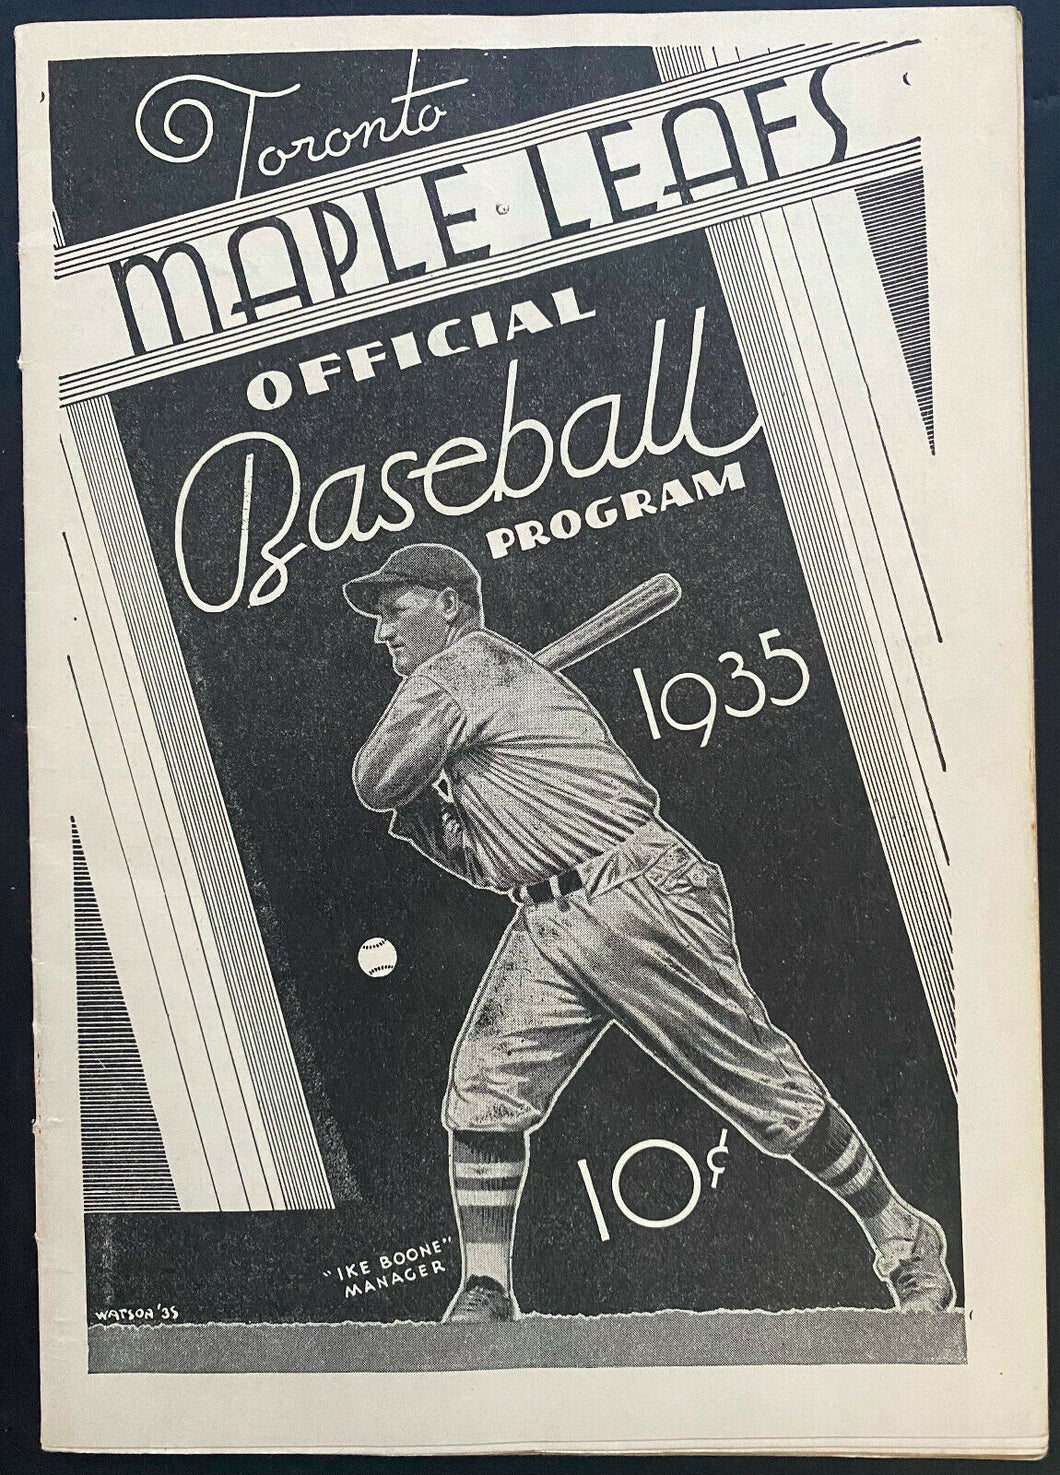 Toronto
MAPLE LEAFS
OFFICIAL
Baseball
PROGRAM
1935
10¢
"IKE BOONE"
MANAGER
WATSON '35